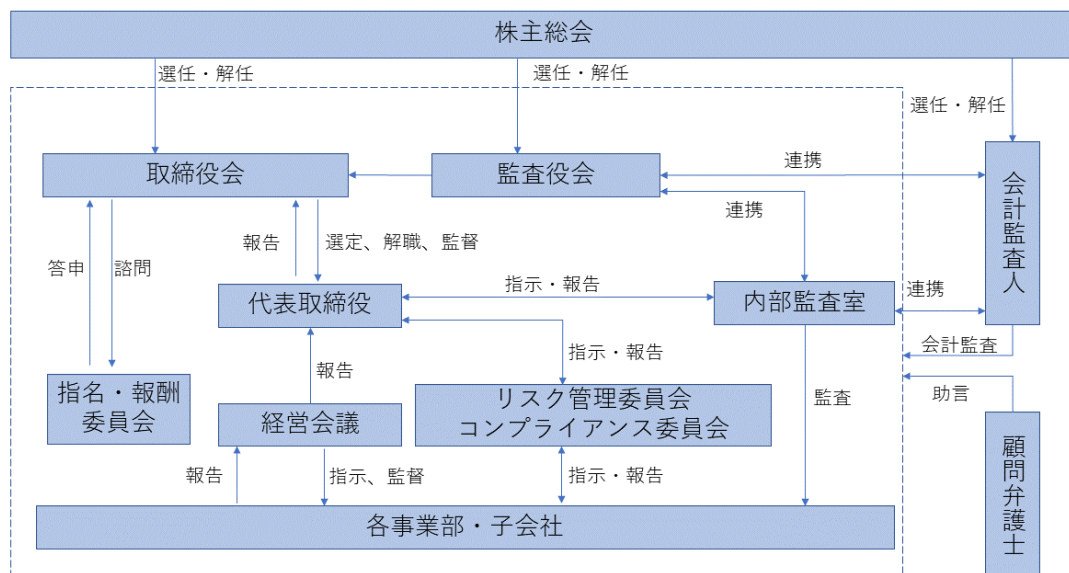 株主総会
選任・解任
選任・解任
選任・解任
取締役会
監査役会
連携
会計監査人
連携
報告
選定、解職、監督
答申
諮問
指示・報告
代表取締役
内部監査室
連携
会計監査
指示・報告
報告
助言
指名・報酬
委員会
経営会議
リスク管理委員会
コンプライアンス委員会
監査
顧問弁護士
報告
指示、監督
指示・報告
各事業部・子会社